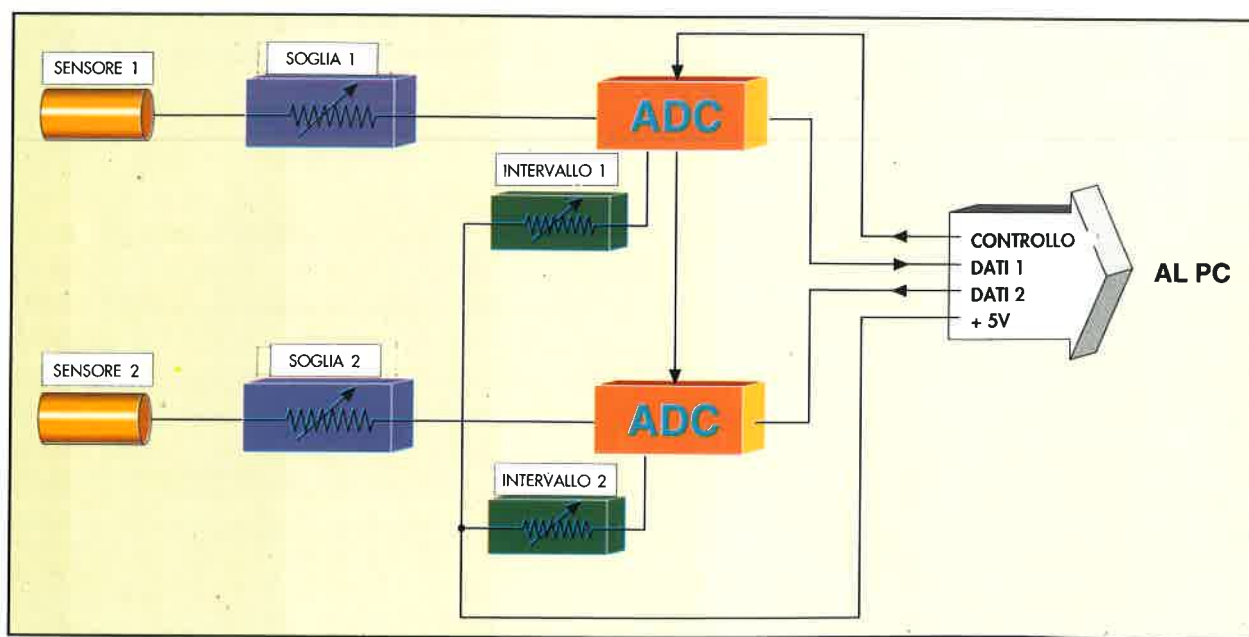 SENSORE 1
SOGLIA 1
ADC
INTERVALLO 1
CONTROLLO
DATI 1
DATI 2
+ 5V
AL PC
SENSORE 2
SOGLIA 2
ADC
INTERVALLO 2